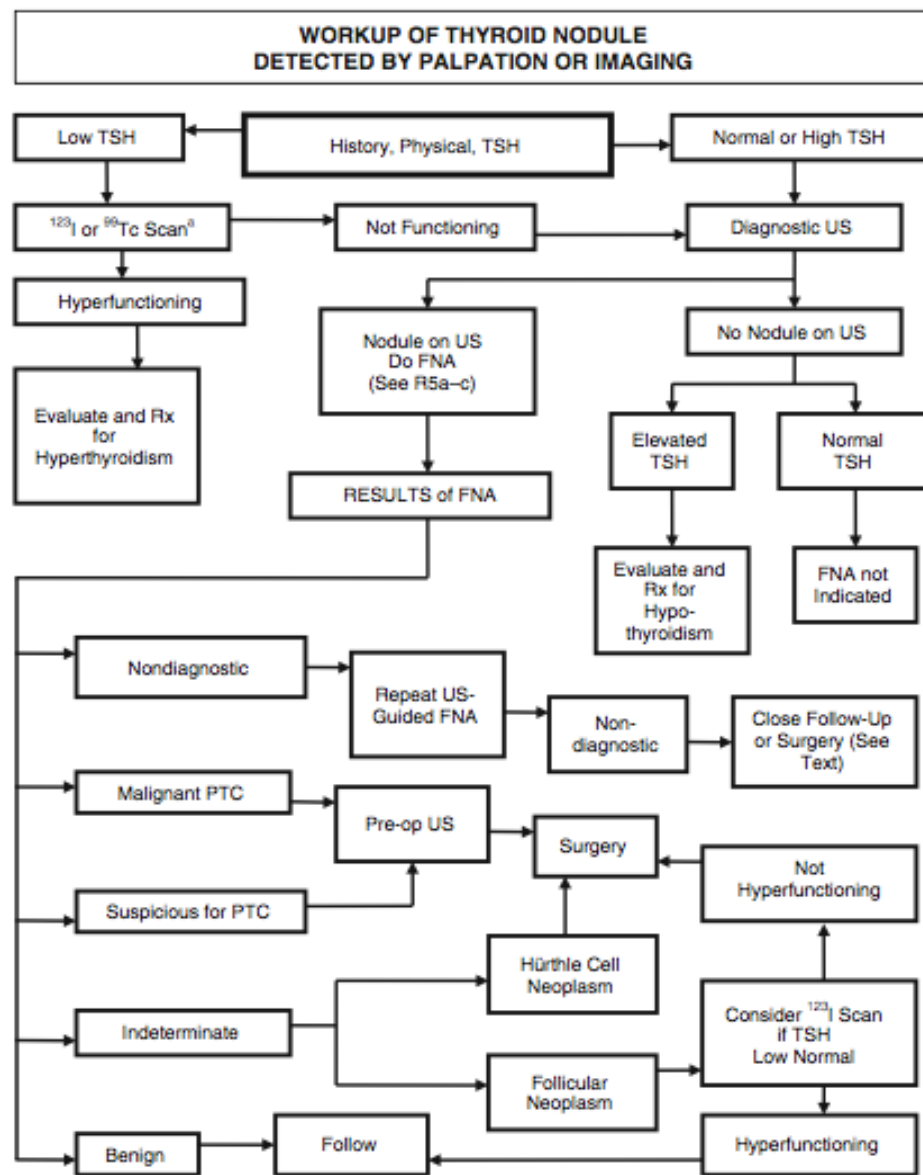 WORKUP OF THYROID NODULE
DETECTED BY PALPATION OR IMAGING
Low TSH
History, Physical, TSH
Normal or High TSH
¹²³I or ⁹⁹Tc Scanᵃ
Not Functioning
Diagnostic US
Hyperfunctioning
Nodule on US
Do FNA
(See R5a–c)
No Nodule on US
Evaluate and Rx
for
Hyperthyroidism
Elevated
TSH
Normal
TSH
RESULTS of FNA
Evaluate and
Rx for
Hypo-
thyroidism
FNA not
Indicated
Nondiagnostic
Repeat US-
Guided FNA
Non-
diagnostic
Close Follow-Up
or Surgery (See
Text)
Malignant PTC
Pre-op US
Surgery
Not
Hyperfunctioning
Suspicious for PTC
Hürthle Cell
Neoplasm
Indeterminate
Consider ¹²³I Scan
if TSH
Low Normal
Follicular
Neoplasm
Benign
Follow
Hyperfunctioning